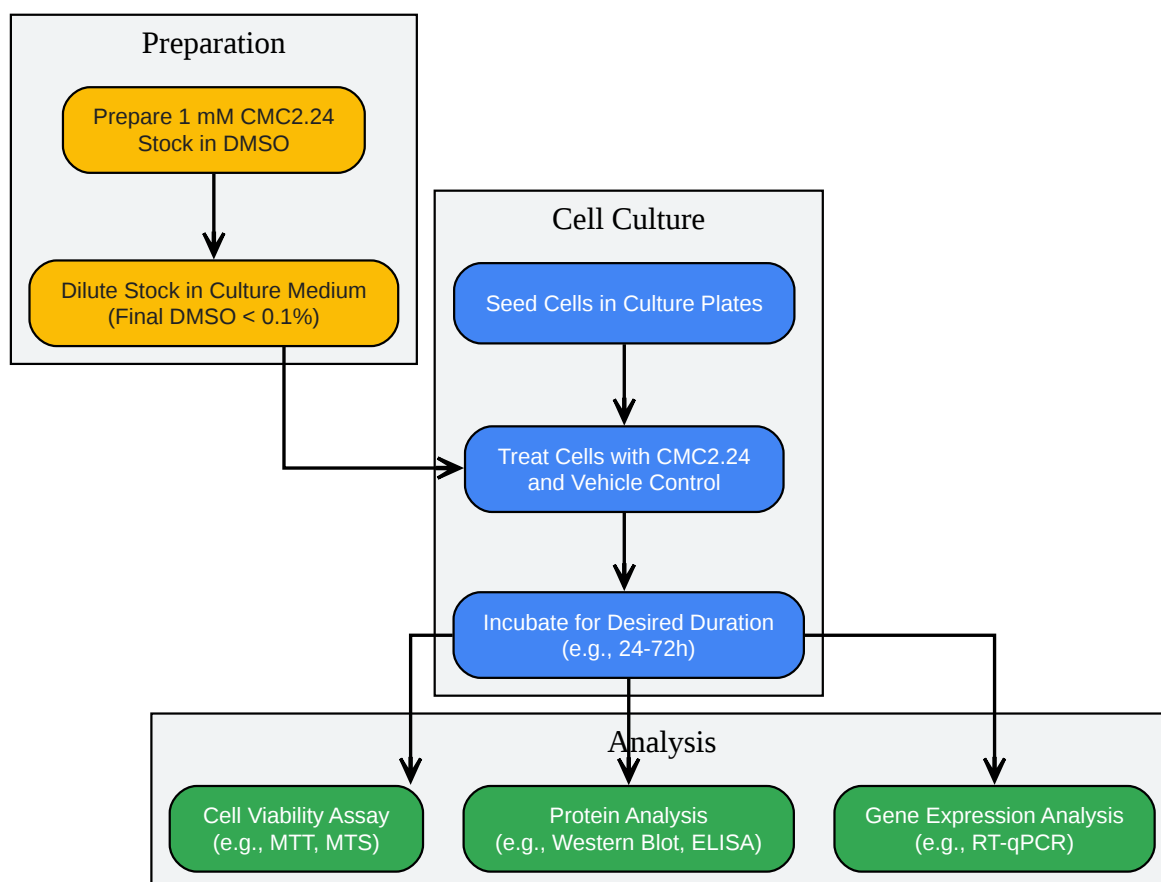 Preparation
Prepare 1 mM CMC2.24
Stock in DMSO
Dilute Stock in Culture Medium
(Final DMSO < 0.1%)
Cell Culture
Seed Cells in Culture Plates
Treat Cells with CMC2.24
and Vehicle Control
Incubate for Desired Duration
(e.g., 24-72h)
Analysis
Cell Viability Assay
(e.g., MTT, MTS)
Protein Analysis
(e.g., Western Blot, ELISA)
Gene Expression Analysis
(e.g., RT-qPCR)